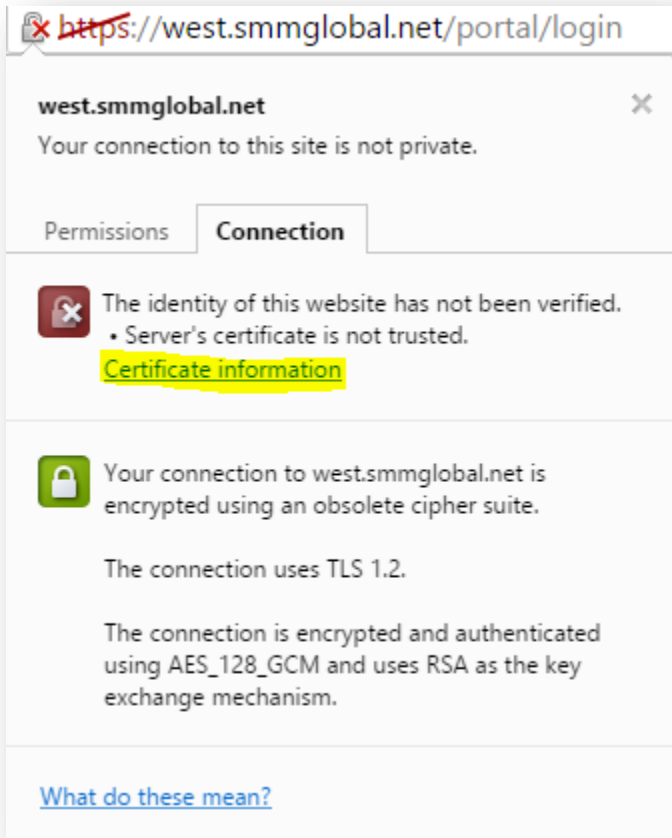 https://west.smmglobal.net/portal/login
west.smmglobal.net
Your connection to this site is not private.
Permissions
Connection
The identity of this website has not been verified.
• Server's certificate is not trusted.
Certificate information
Your connection to west.smmglobal.net is
encrypted using an obsolete cipher suite.
The connection uses TLS 1.2.
The connection is encrypted and authenticated
using AES_128_GCM and uses RSA as the key
exchange mechanism.
What do these mean?